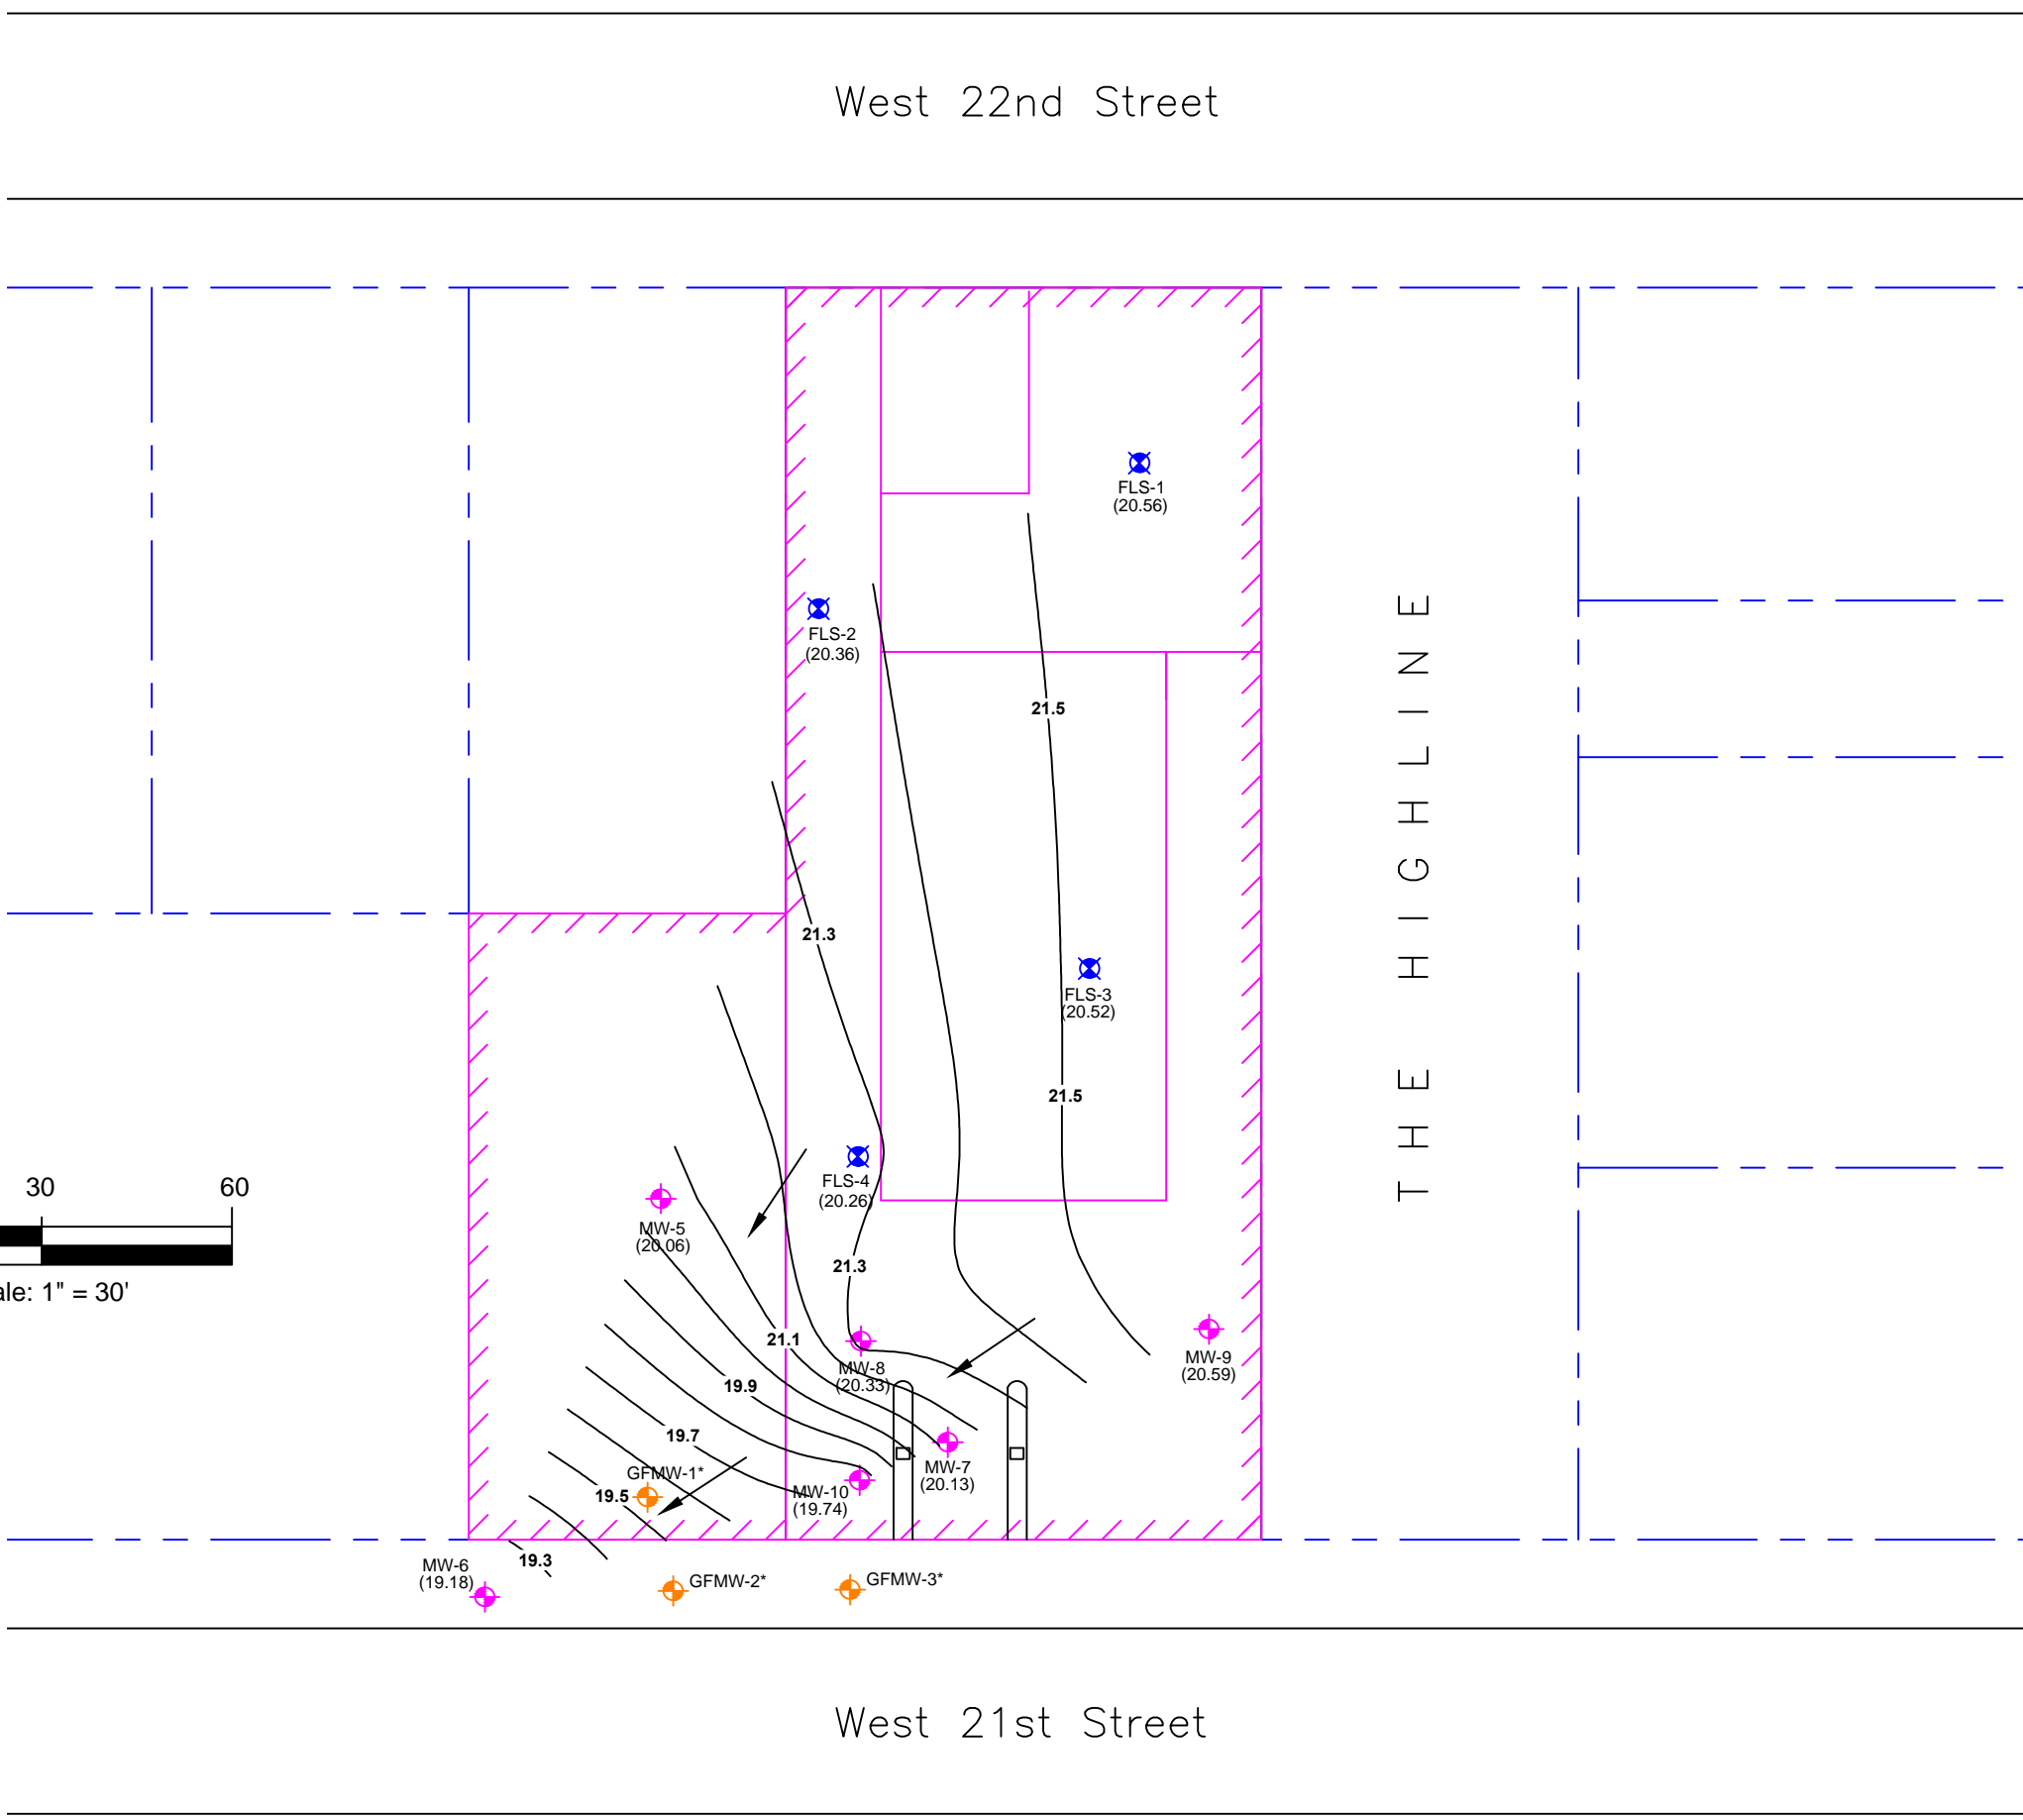 West 22nd Street
FLS-1
(20.56)
FLS-2
(20.36)
21.5
THE HIGHLINE
21.3
FLS-3
(20.52)
21.5
30
60
FLS-4
(20.26)
MW-5
(20.06)
21.3
ale: 1" = 30'
21.1
MW-8
(20.33)
MW-9
(20.59)
19.9
19.7
MW-7
(20.13)
GFMW-1*
MW-10
(19.74)
19.5
19.3
MW-6
(19.18)
GFMW-2*
GFMW-3*
West 21st Street